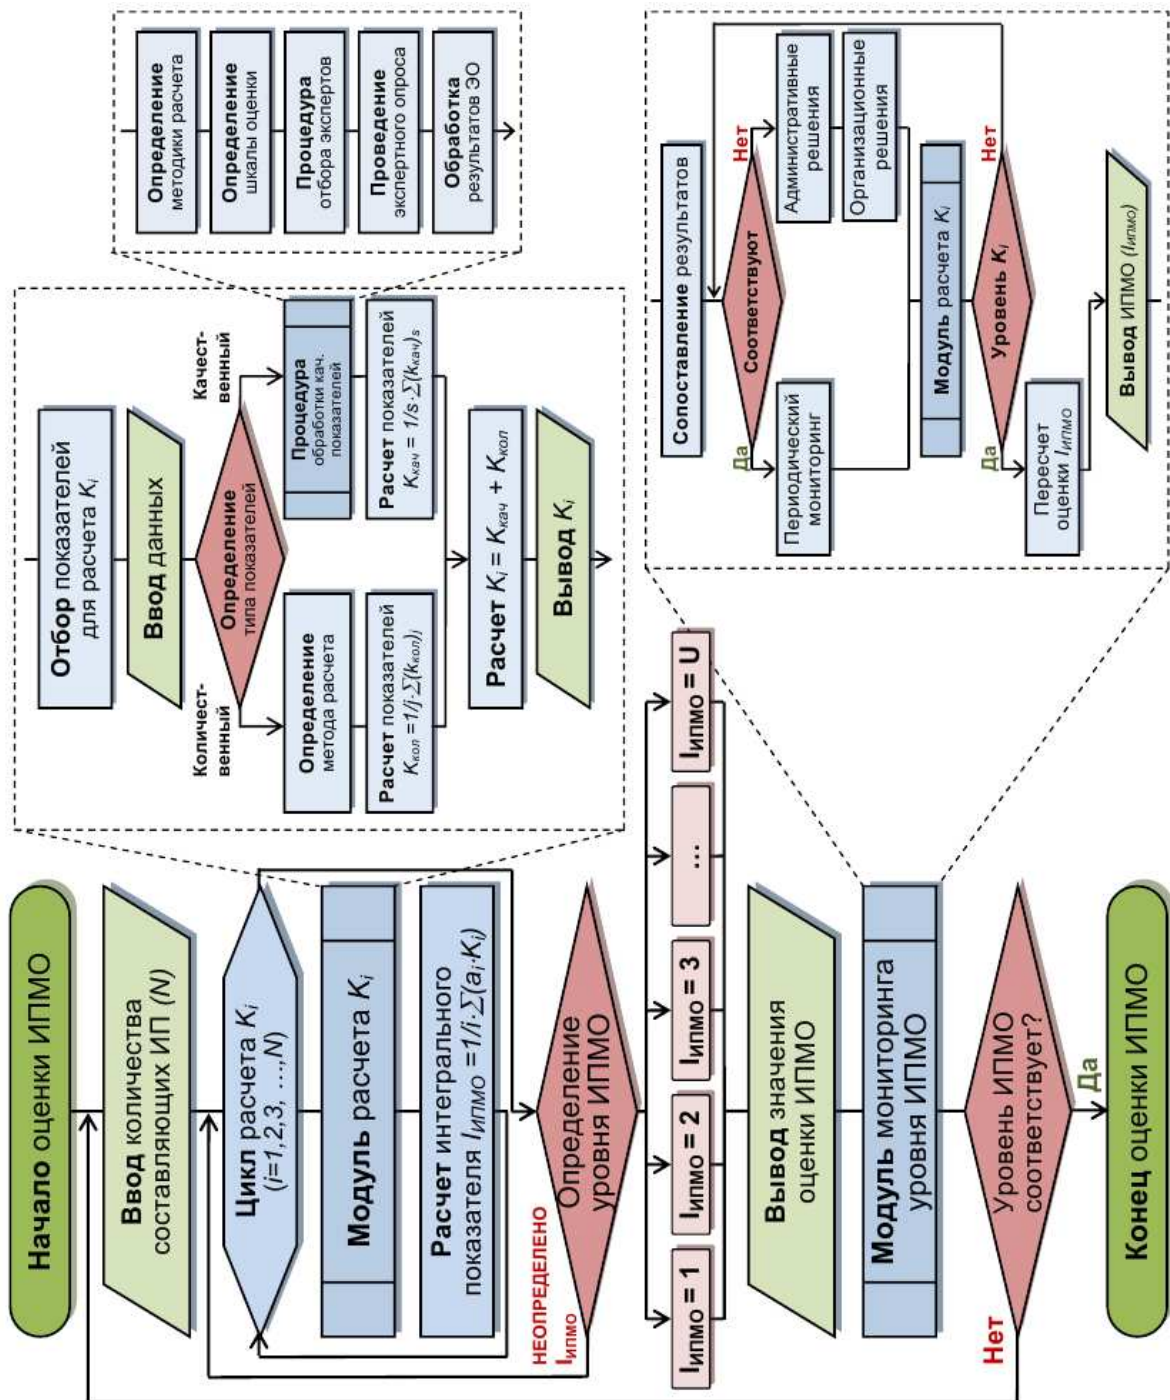 Начало оценки ИПМО
Ввод количества
составляющих ИП (N)
Цикл расчета Ki
(i=1,2,3, ...,N)
Модуль расчета Ki
Расчет интегрального
показателя IИПМО =1/i·∑(ai·Ki)
НЕОПРЕДЕЛЕНО
IИПМО
Определение
уровня ИПМО
IИПМО = 1
IИПМО = 2
IИПМО = 3
...
IИПМО = U
Вывод значения
оценки ИПМО
Модуль мониторинга
уровня ИПМО
Уровень ИПМО
соответствует?
Нет
Да
Конец оценки ИПМО
Отбор показателей
для расчета Ki
Ввод данных
Определение
типа показателей
Количест-
венный
Качест-
венный
Определение
метода расчета
Процедура
обработки кач.
показателей
Расчет показателей
Kкол =1/j·∑(kкол)j
Расчет показателей
Kкач = 1/s·∑(kкач)s
Расчет Ki = Kкач + Kкол
Вывод Ki
Определение
методики расчета
Определение
шкалы оценки
Процедура
отбора экспертов
Проведение
экспертного опроса
Обработка
результатов ЭО
Сопоставление результатов
Соответствуют
Да
Нет
Периодический
мониторинг
Административные
решения
Организационные
решения
Модуль расчета Ki
Уровень Ki
Да
Нет
Пересчет
оценки IИПМО
Вывод ИПМО (IИПМО)